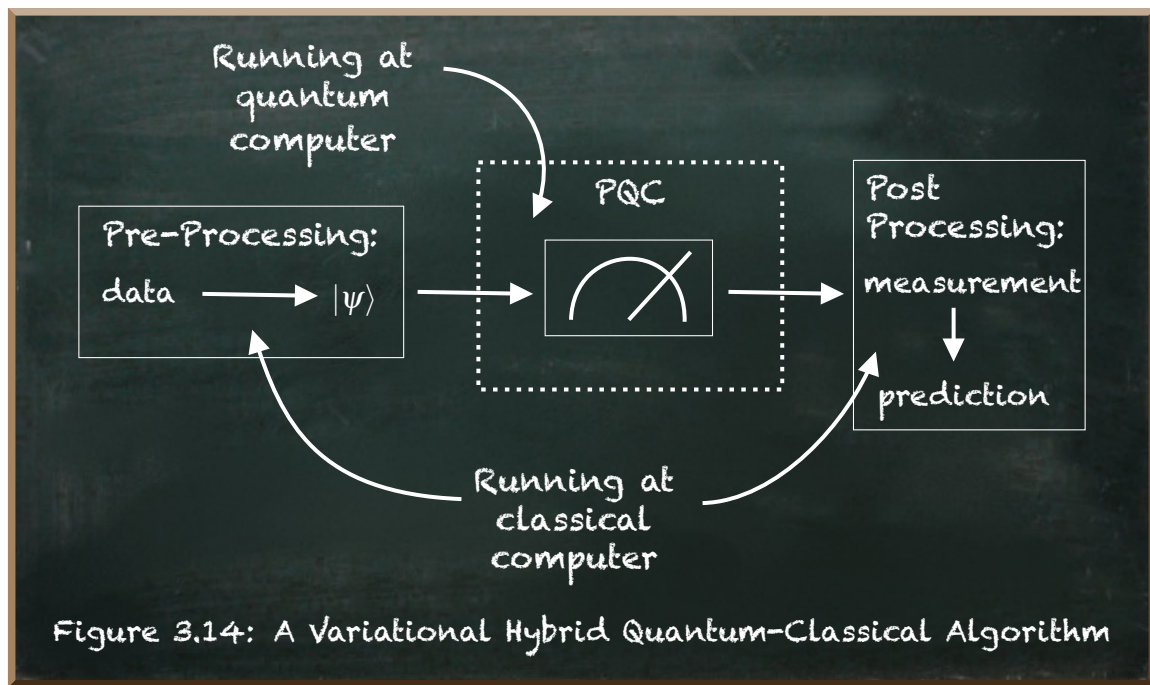 Running at
quantum
computer
PQC
Post
Processing:
Pre-Processing:
data
|ψ⟩
measurement
prediction
Running at
classical
computer
Figure 3.14: A Variational Hybrid Quantum-Classical Algorithm